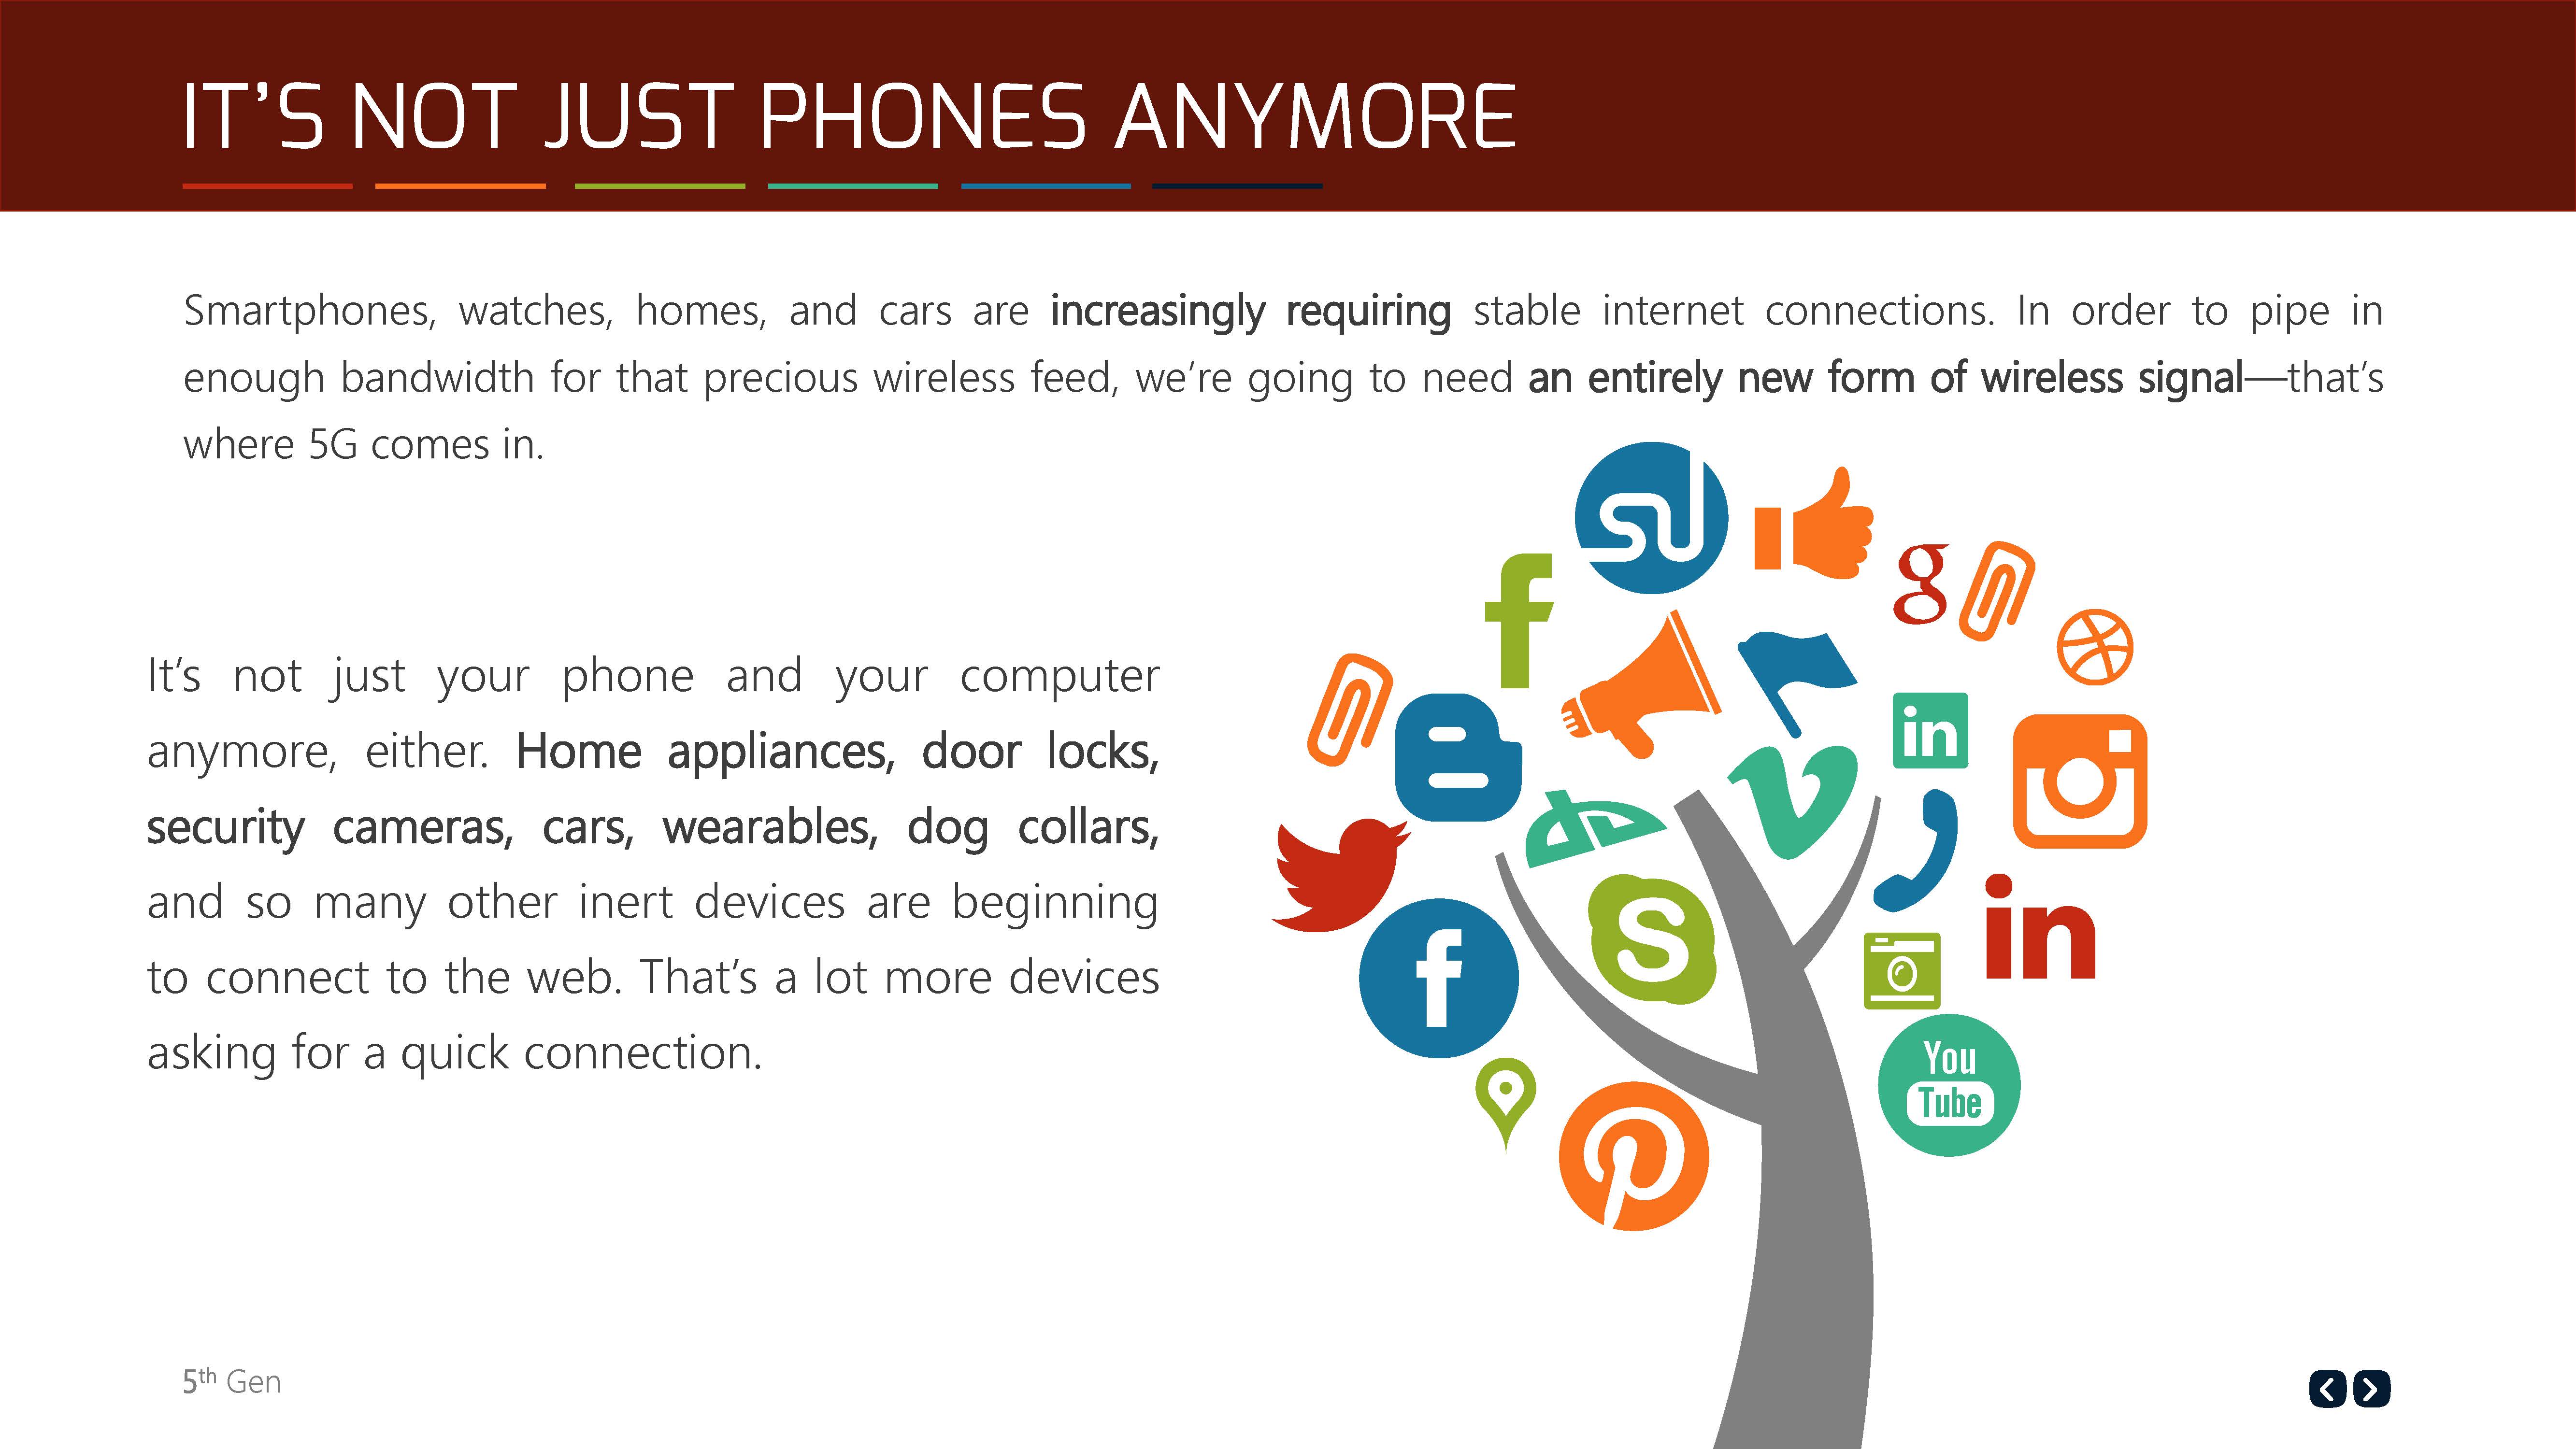 IT’S NOT JUST PHONES ANYMORE
Smartphones, watches, homes, and cars are increasingly requiring stable internet connections. In order to pipe in
enough bandwidth for that precious wireless feed, we’re going to need an entirely new form of wireless signal—that’s
where 5G comes in.
It’s not just your phone and your computer
anymore, either. Home appliances, door locks,
security cameras, cars, wearables, dog collars,
and so many other inert devices are beginning
to connect to the web. That’s a lot more devices
asking for a quick connection.
f
g
in
f
S
in
You
Tube
5th Gen